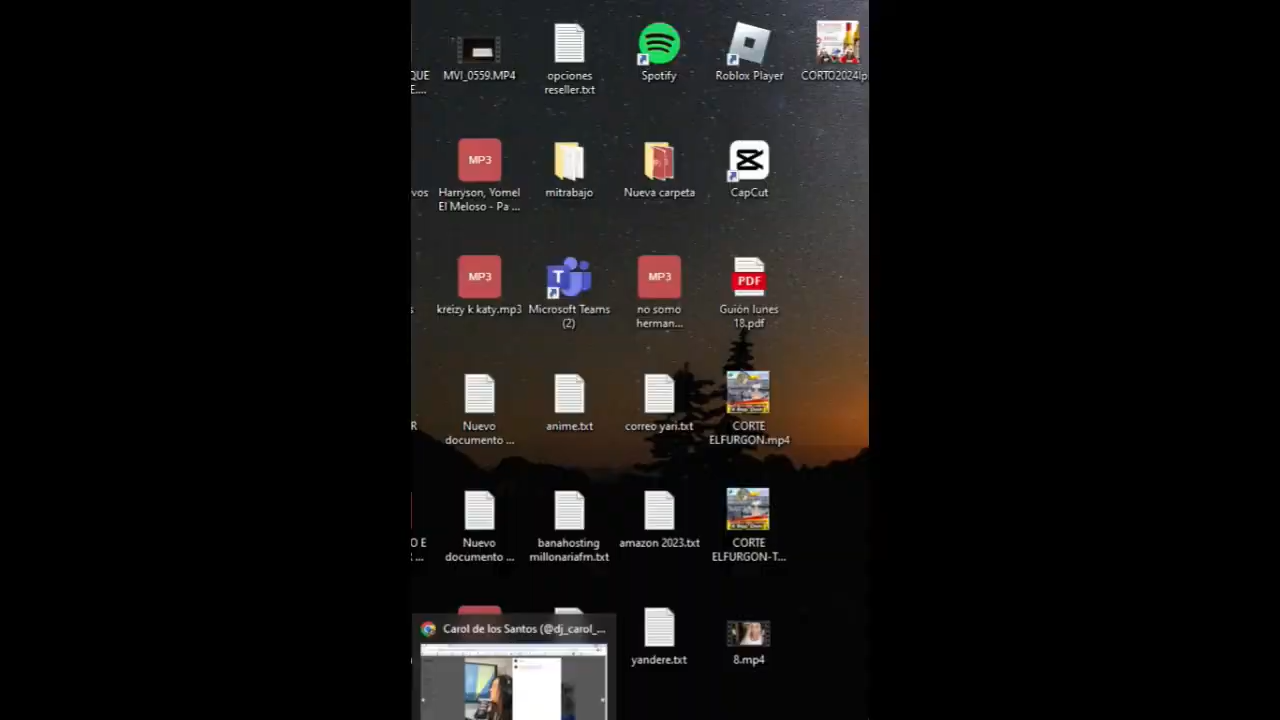 MVI_0559.MP4
opciones
reseller.txt
Spotify
Roblox Player
CORTO2024lp
MP3
Harryson, Yomel
El Meloso - Pa ...
mitrabajo
Nueva carpeta
CapCut
MP3
kreizy k katy.mp3
T
Microsoft Teams
(2)
MP3
no somo
herman...
PDF
Guión lunes
18.pdf
Nuevo
documento ...
anime.txt
correo yari.txt
CORTE
ELFURGON.mp4
Nuevo
documento ...
banahosting
millonariafm.txt
amazon 2023.txt
CORTE
ELFURGON-T...
Carol de los Santos (@dj_carol_...
yandere.txt
8.mp4